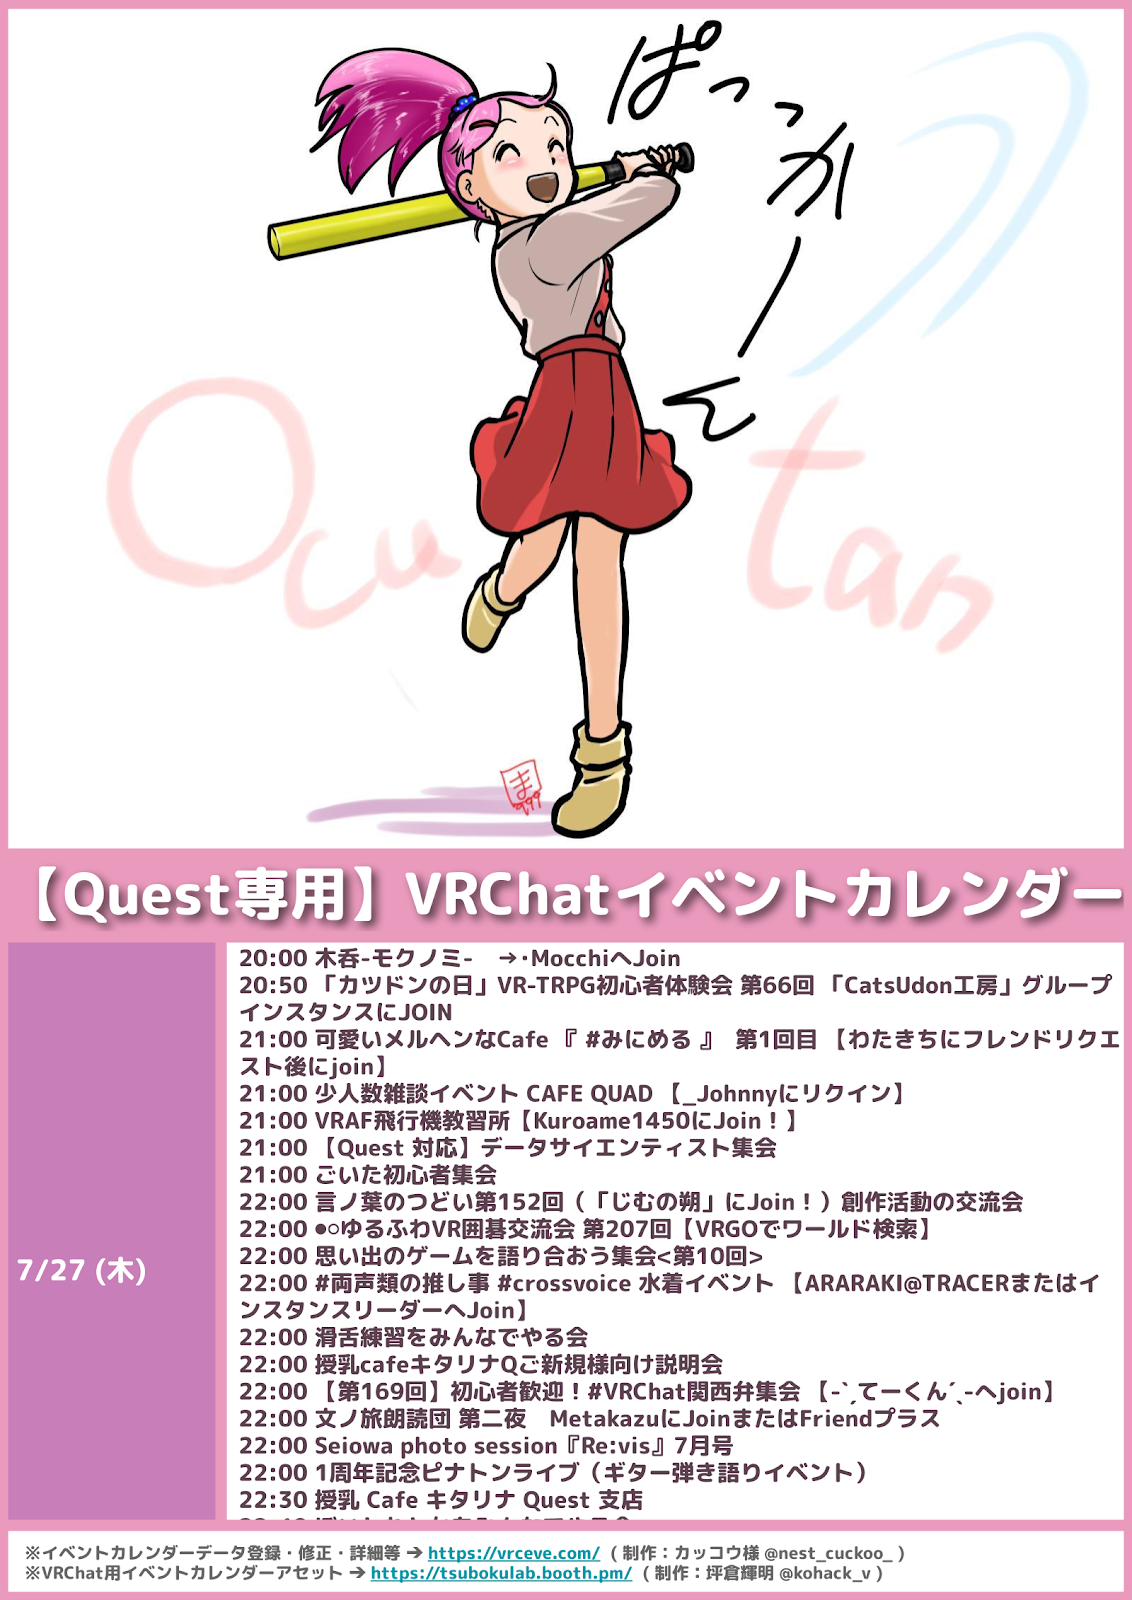 ぱっっかーん
Ocu tan
ま
999
【Quest専用】VRChatイベントカレンダー
7/27 (木)
20:00 木呑-モクノミ-　→･MocchiへJoin
20:50 「カツドンの日」VR-TRPG初心者体験会 第66回 「CatsUdon工房」グループ
インスタンスにJOIN
21:00 可愛いメルヘンなCafe 『 #みにめる 』　第1回目 【わたきちにフレンドリクエ
スト後にjoin】
21:00 少人数雑談イベント CAFE QUAD 【_Johnnyにリクイン】
21:00 VRAF飛行機教習所【Kuroame1450にJoin！】
21:00 【Quest 対応】データサイエンティスト集会
21:00 ごいた初心者集会
22:00 言ノ葉のつどい第152回（「じむの朔」にJoin！）創作活動の交流会
22:00 ●○ゆるふわVR囲碁交流会 第207回【VRGOでワールド検索】
22:00 思い出のゲームを語り合おう集会<第10回>
22:00 #両声類の推し事 #crossvoice 水着イベント 【ARARAKI@TRACERまたはイ
ンスタンスリーダーへJoin】
22:00 滑舌練習をみんなでやる会
22:00 授乳cafeキタリナQご新規様向け説明会
22:00 【第169回】初心者歓迎！#VRChat関西弁集会 【-`ˏてーくん´ˎ-へjoin】
22:00 文ノ旅朗読団 第二夜　MetakazuにJoinまたはFriendプラス
22:00 Seiowa photo session『Re:vis』7月号
22:00 1周年記念ピナトンライブ（ギター弾き語りイベント）
22:30 授乳 Cafe キタリナ Quest 支店
※イベントカレンダーデータ登録・修正・詳細等 ➔ https://vrceve.com/ ( 制作：カッコウ様 @nest_cuckoo_ )
※VRChat用イベントカレンダーアセット ➔ https://tsubokulab.booth.pm/ ( 制作：坪倉輝明 @kohack_v )